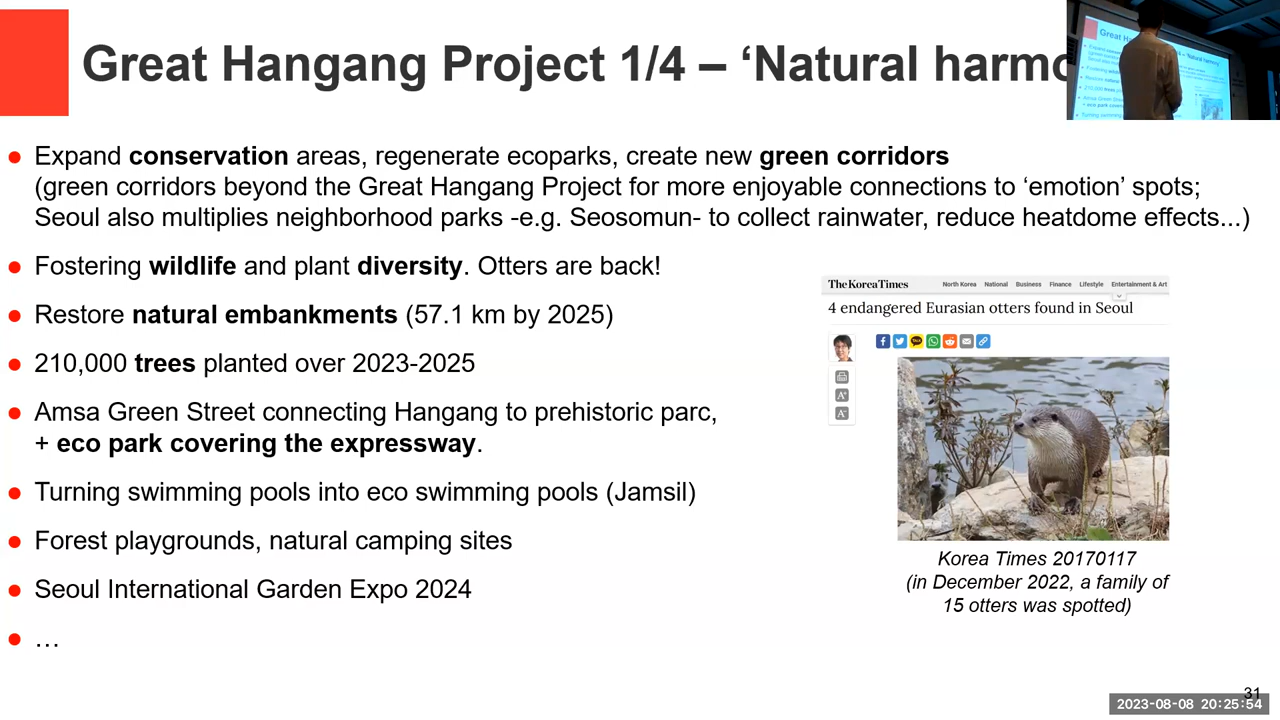 Great Hangang Project 1/4 – ‘Natural harmo
● Expand conservation areas, regenerate ecoparks, create new green corridors
(green corridors beyond the Great Hangang Project for more enjoyable connections to ‘emotion’ spots;
Seoul also multiplies neighborhood parks -e.g. Seosomun- to collect rainwater, reduce heatdome effects...)
● Fostering wildlife and plant diversity. Otters are back!
● Restore natural embankments (57.1 km by 2025)
● 210,000 trees planted over 2023-2025
● Amsa Green Street connecting Hangang to prehistoric parc,
+ eco park covering the expressway.
● Turning swimming pools into eco swimming pools (Jamsil)
● Forest playgrounds, natural camping sites
● Seoul International Garden Expo 2024
● …
The Korea Times North Korea National Business Finance Lifestyle Entertainment & Art
4 endangered Eurasian otters found in Seoul
Korea Times 20170117
(in December 2022, a family of
15 otters was spotted)
31
2023-08-08 20:25:54